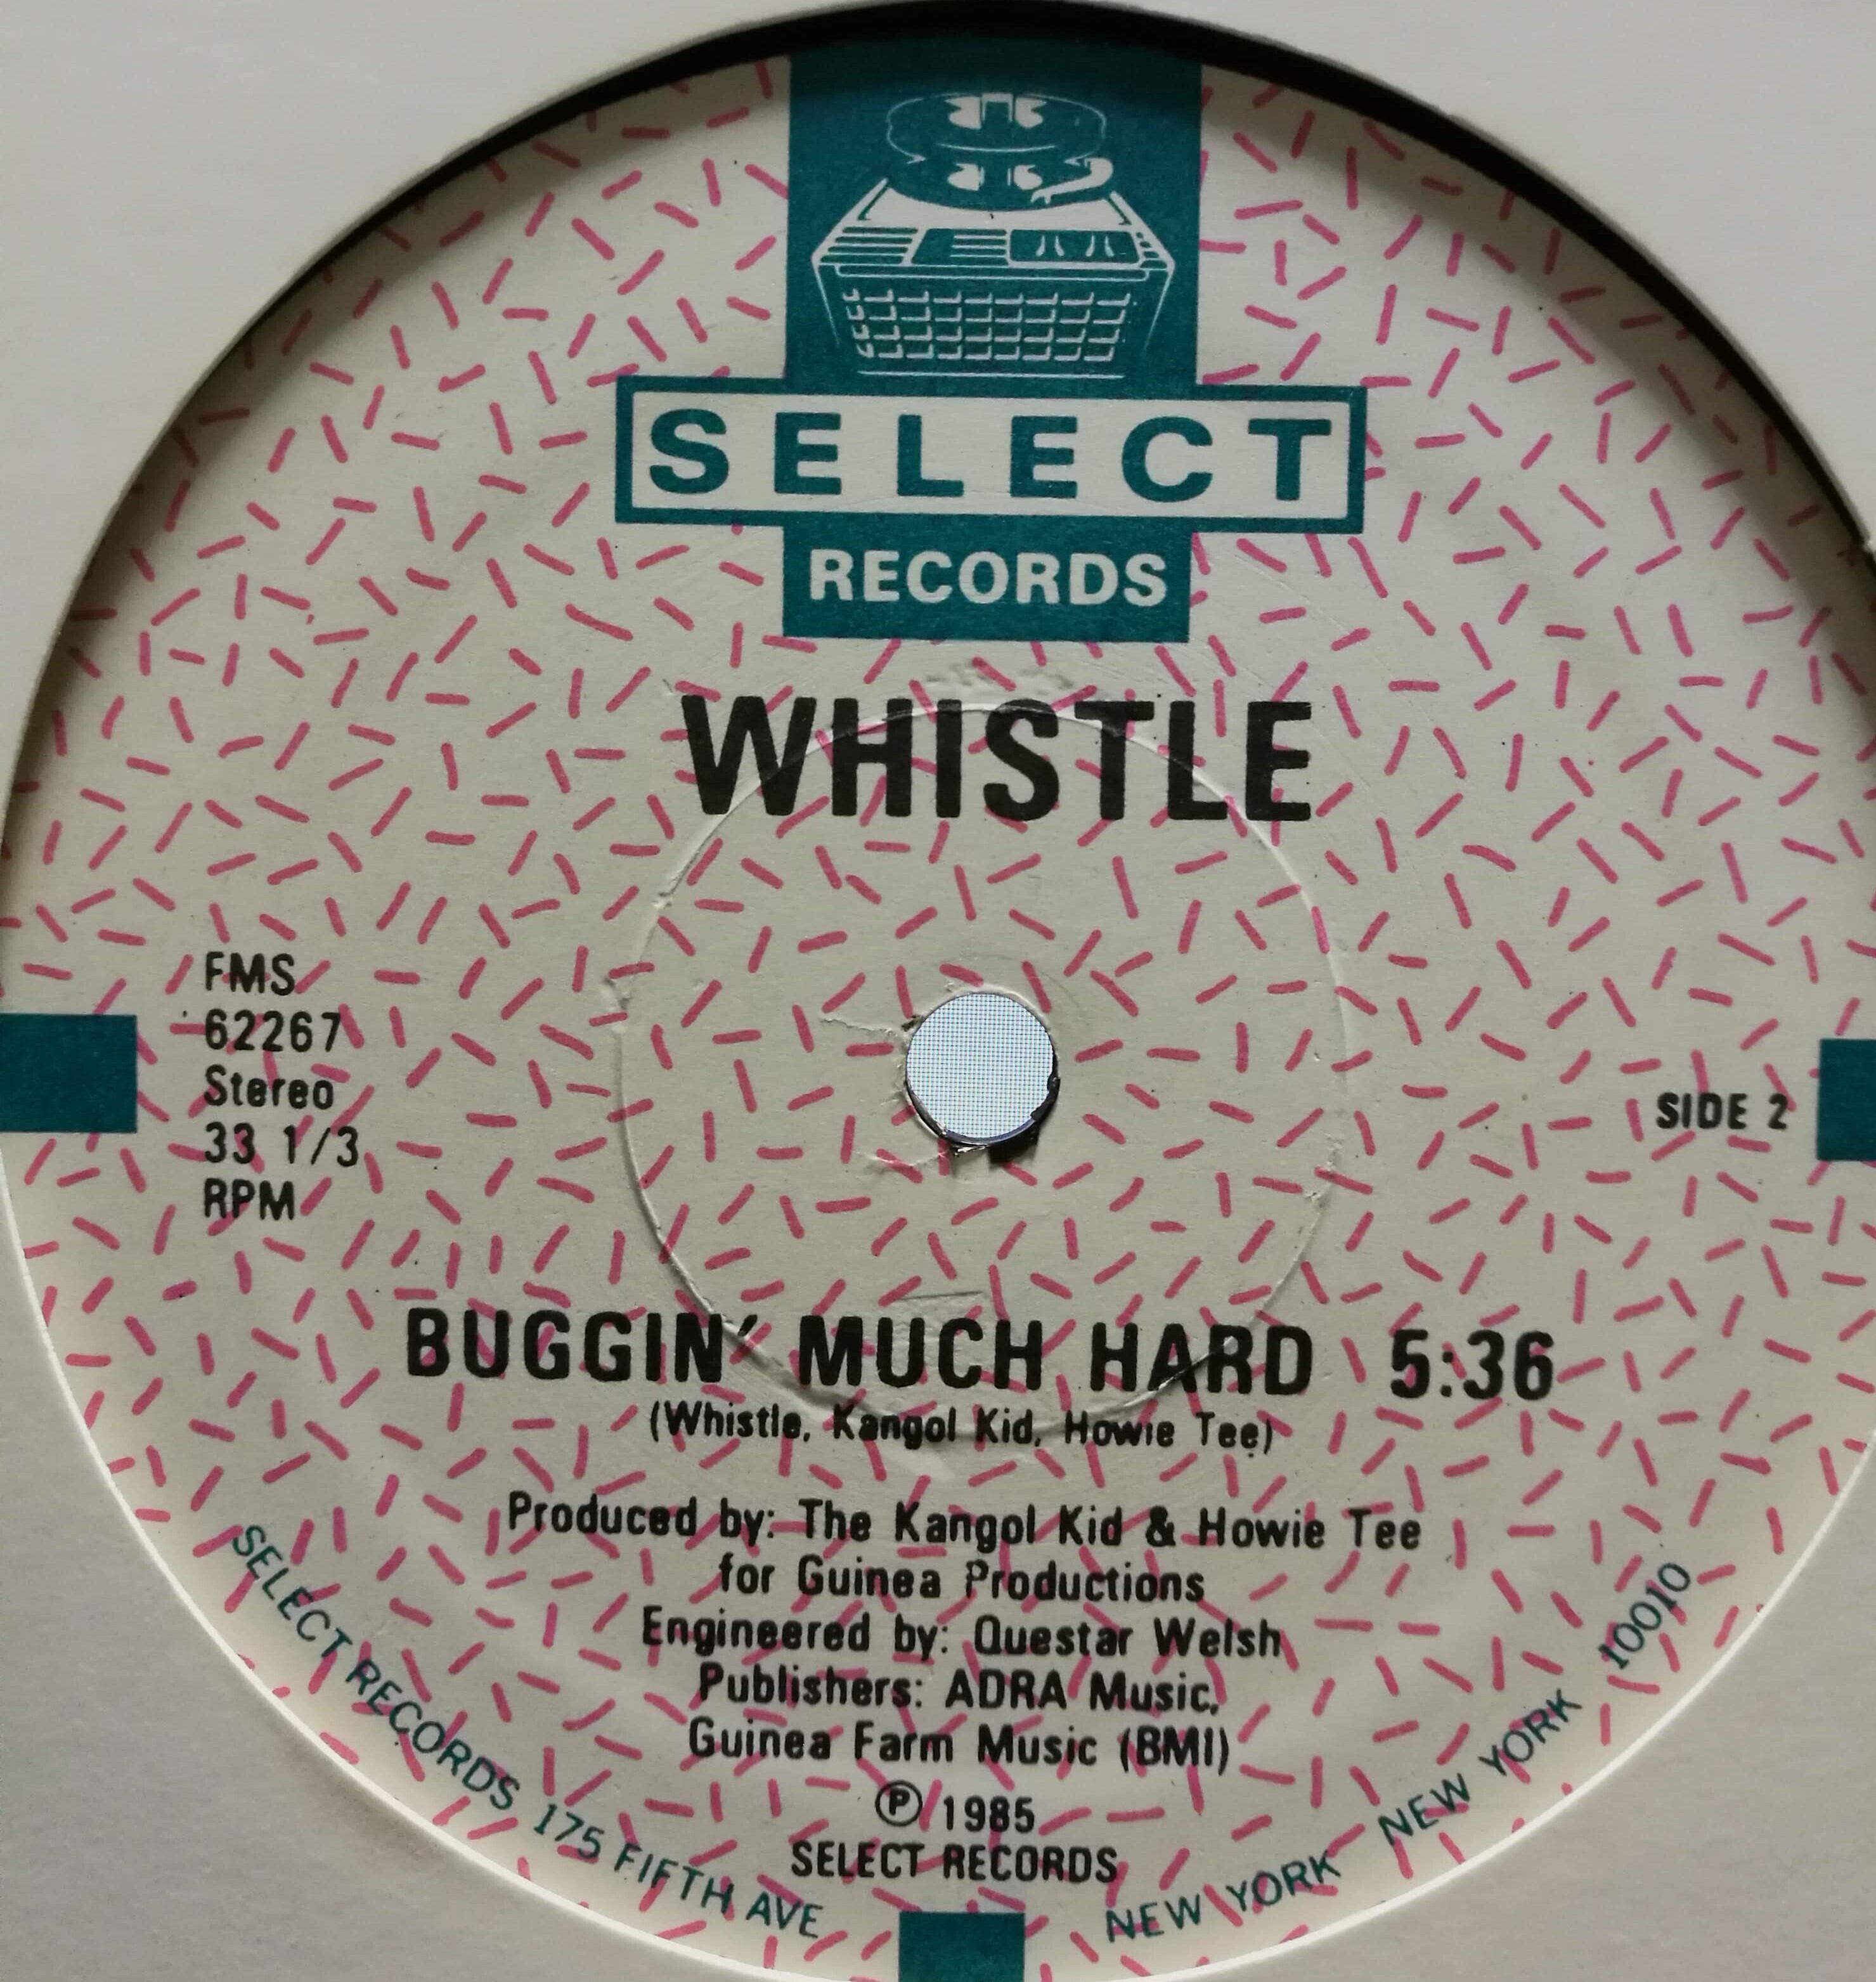 SELECT
RECORDS
WHISTLE
FMS
62267
Stereo
33 1/3
RPM
SIDE 2
BUGGIN' MUCH HARD 5:36
(Whistle, Kangol Kid, Howie Tee)
Produced by: The Kangol Kid & Howie Tee
for Guinea Productions
Engineered by: Questar Welsh
Publishers: ADRA Music,
Guinea Farm Music (BMI)
Ⓟ 1985
SELECT RECORDS
SELECT RECORDS 175 FIFTH AVE NEW YORK NEW YORK 10010